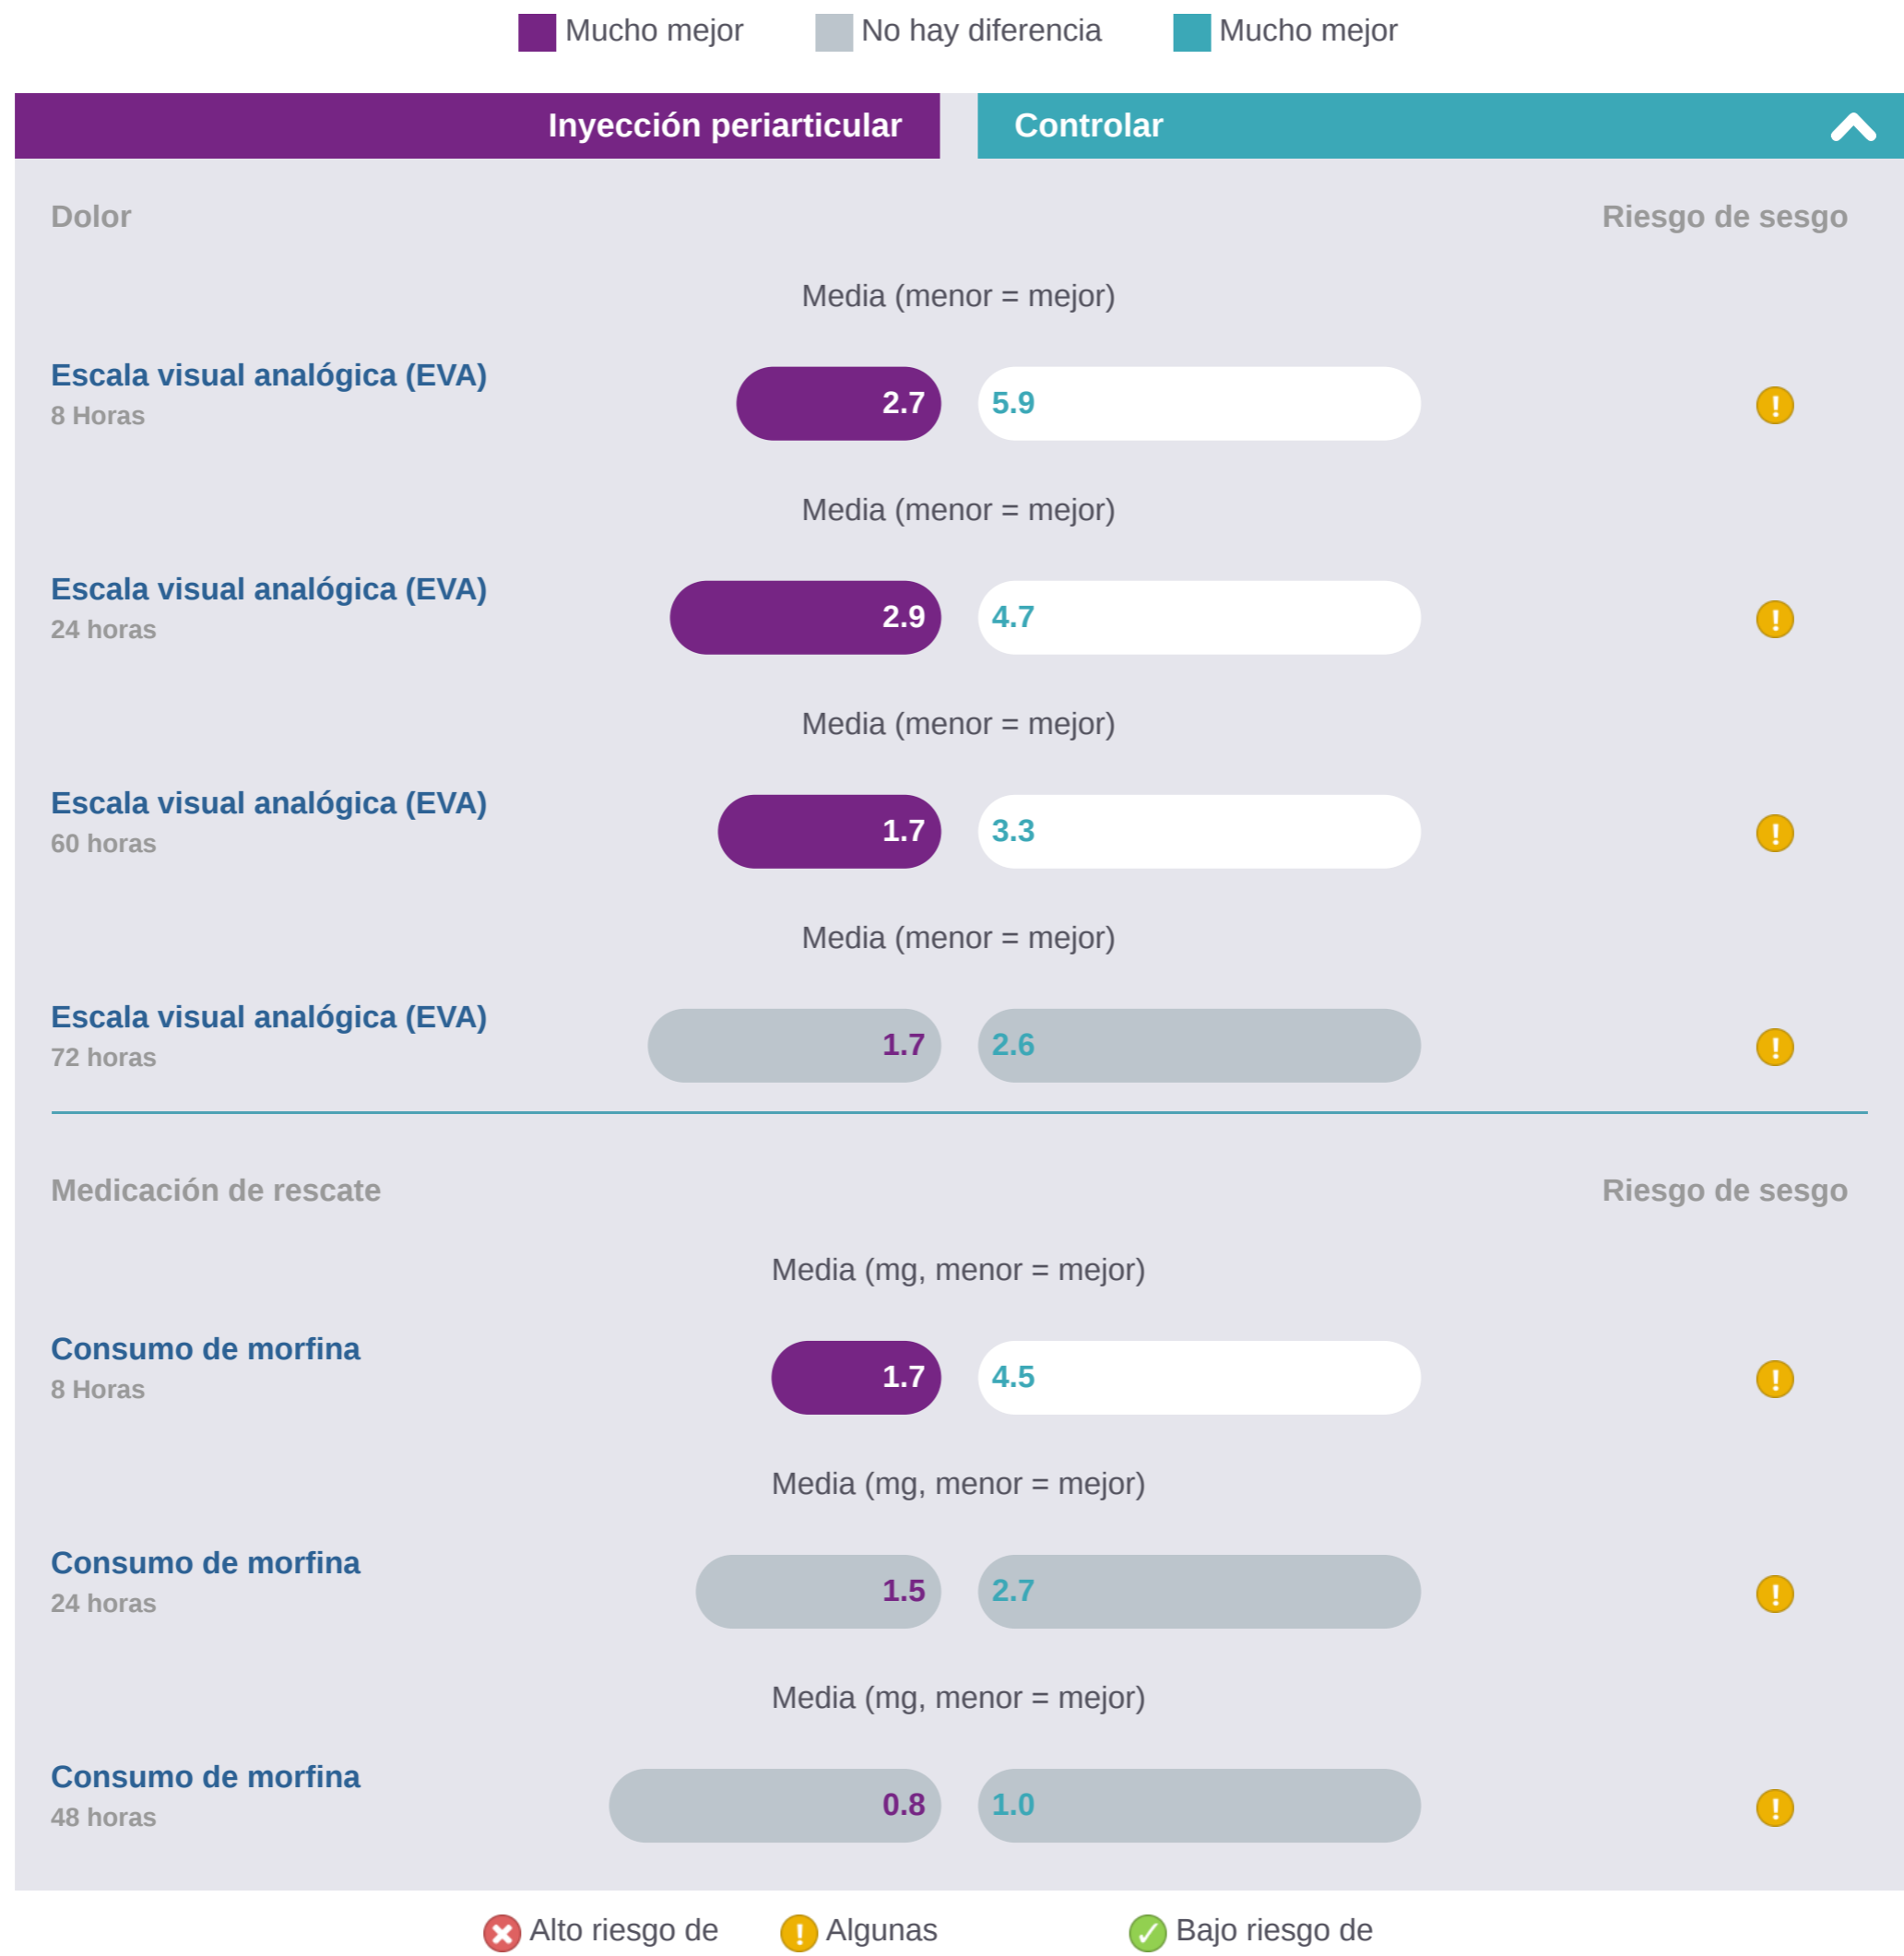 Mucho mejor No hay diferencia Mucho mejor
Inyección periarticular Controlar
Dolor Riesgo de sesgo
Media (menor = mejor)
Escala visual analógica (EVA)
8 Horas
2.7 5.9
Media (menor = mejor)
Escala visual analógica (EVA)
24 horas
2.9 4.7
Media (menor = mejor)
Escala visual analógica (EVA)
60 horas
1.7 3.3
Media (menor = mejor)
Escala visual analógica (EVA)
72 horas
1.7 2.6
Medicación de rescate Riesgo de sesgo
Media (mg, menor = mejor)
Consumo de morfina
8 Horas
1.7 4.5
Media (mg, menor = mejor)
Consumo de morfina
24 horas
1.5 2.7
Media (mg, menor = mejor)
Consumo de morfina
48 horas
0.8 1.0
Alto riesgo de Algunas Bajo riesgo de